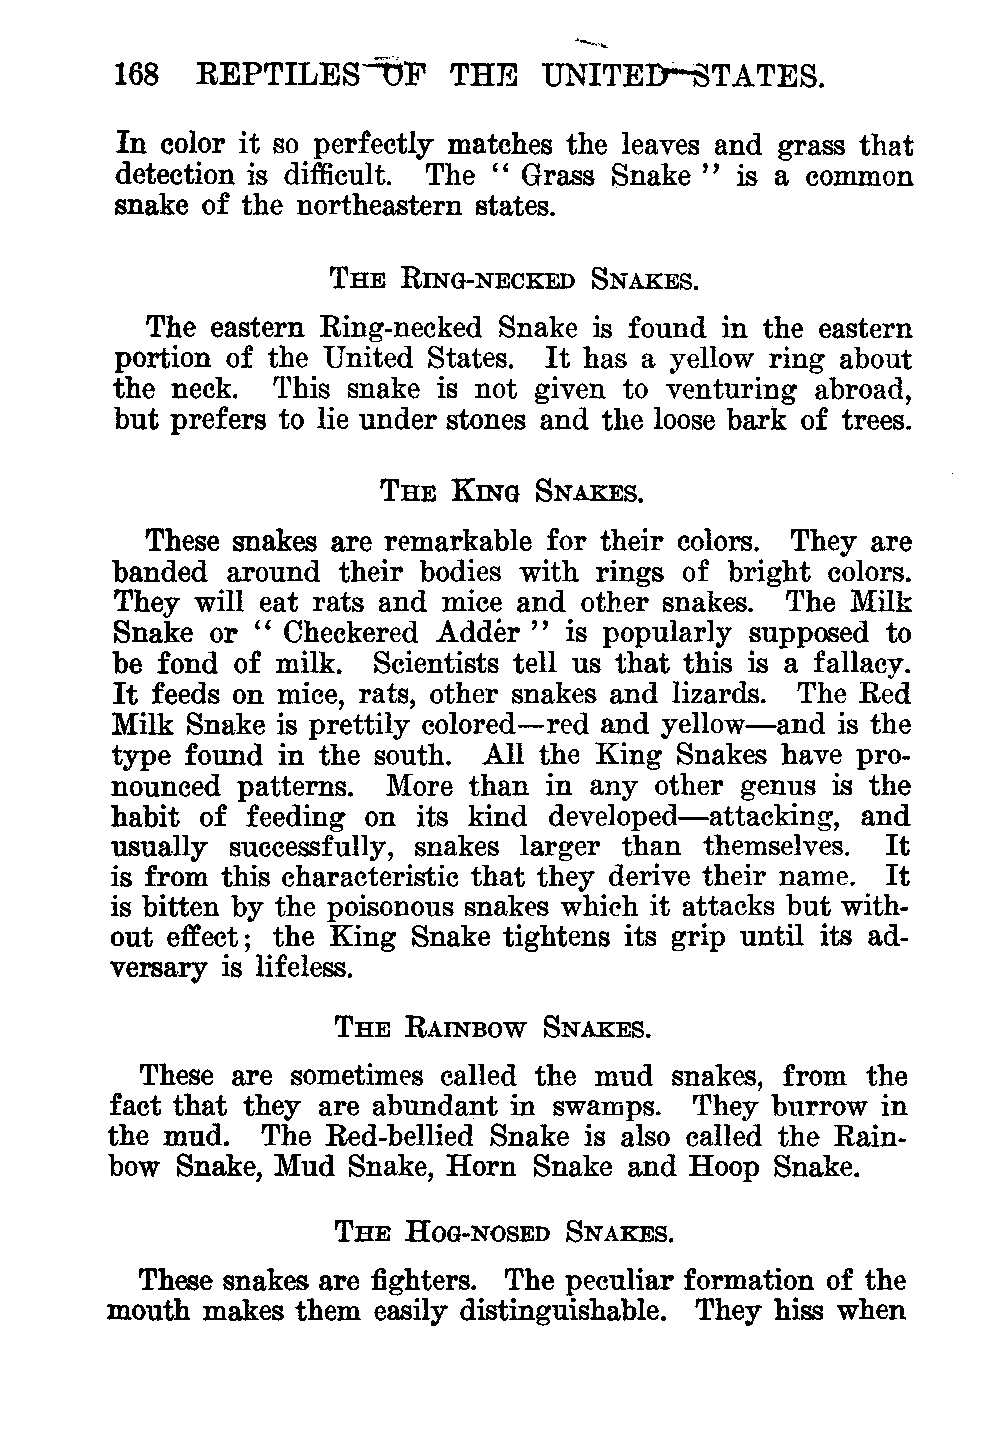 168 REPTILES OF THE UNITED STATES.
In color it so perfectly matches the leaves and grass that
detection is difficult. The “ Grass Snake ” is a common
snake of the northeastern states.
THE RING-NECKED SNAKES.
The eastern Ring-necked Snake is found in the eastern
portion of the United States. It has a yellow ring about
the neck. This snake is not given to venturing abroad,
but prefers to lie under stones and the loose bark of trees.
THE KING SNAKES.
These snakes are remarkable for their colors. They are
banded around their bodies with rings of bright colors.
They will eat rats and mice and other snakes. The Milk
Snake or “ Checkered Adder ” is popularly supposed to
be fond of milk. Scientists tell us that this is a fallacy.
It feeds on mice, rats, other snakes and lizards. The Red
Milk Snake is prettily colored—red and yellow—and is the
type found in the south. All the King Snakes have pro-
nounced patterns. More than in any other genus is the
habit of feeding on its kind developed—attacking, and
usually successfully, snakes larger than themselves. It
is from this characteristic that they derive their name. It
is bitten by the poisonous snakes which it attacks but with-
out effect; the King Snake tightens its grip until its ad-
versary is lifeless.
THE RAINBOW SNAKES.
These are sometimes called the mud snakes, from the
fact that they are abundant in swamps. They burrow in
the mud. The Red-bellied Snake is also called the Rain-
bow Snake, Mud Snake, Horn Snake and Hoop Snake.
THE HOG-NOSED SNAKES.
These snakes are fighters. The peculiar formation of the
mouth makes them easily distinguishable. They hiss when